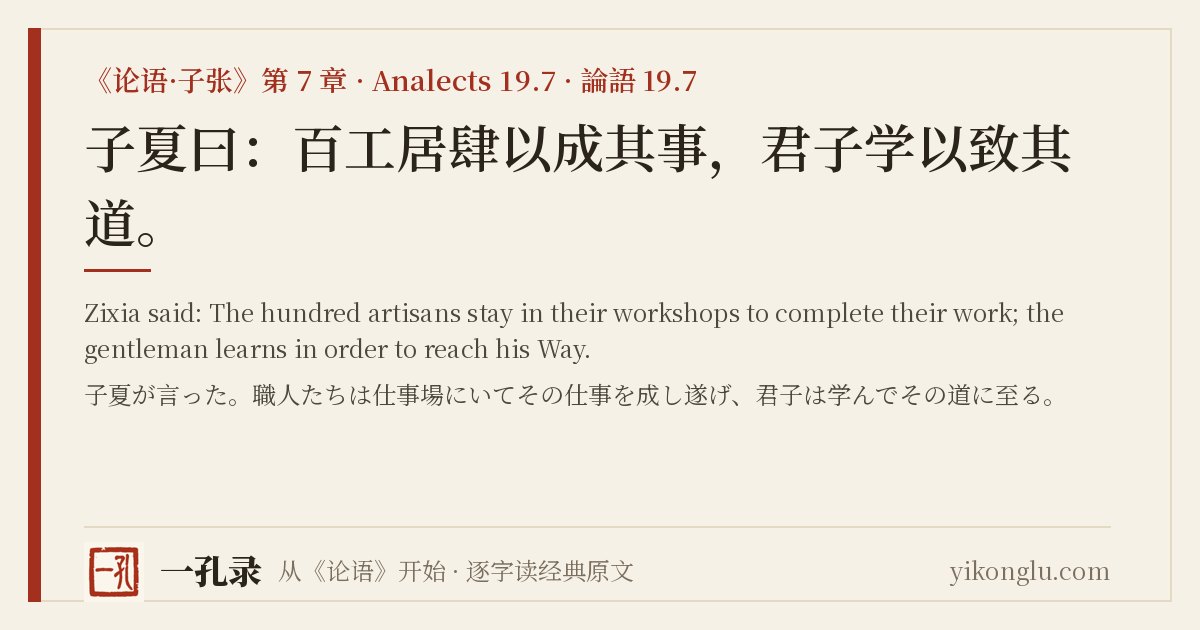 《论语·子张》第 7 章 · Analects 19.7 · 論語 19.7
子夏曰：百工居肆以成其事，君子学以致其
道。
Zixia said: The hundred artisans stay in their workshops to complete their work; the
gentleman learns in order to reach his Way.
子夏が言った。職人たちは仕事場にいてその仕事を成し遂げ、君子は学んでその道に至る。
一孔
一孔录 从《论语》开始 · 逐字读经典原文 yikonglu.com